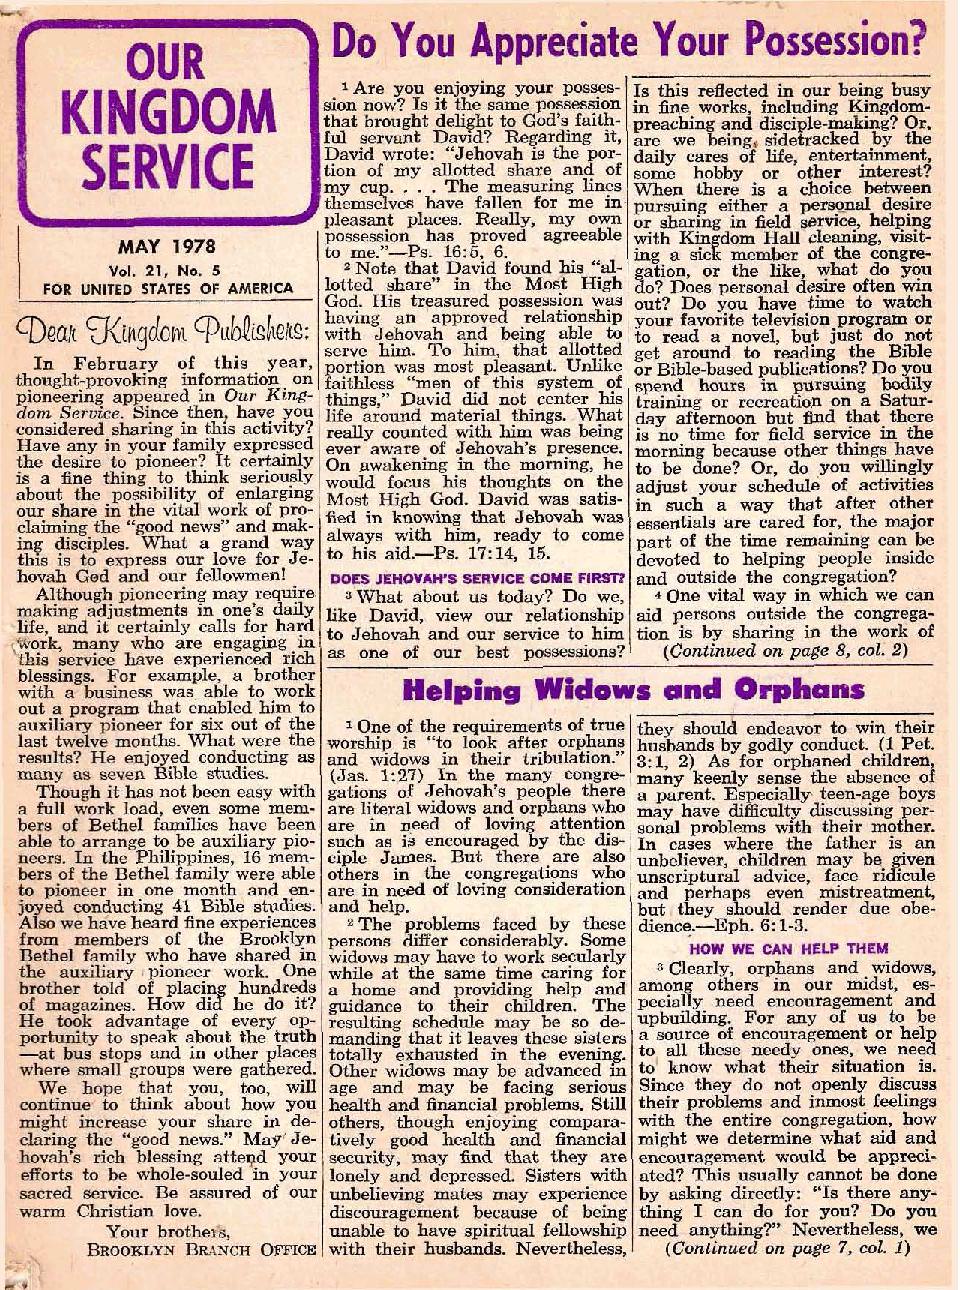 OUR
KINGDOM
SERVICE
MAY 1978
Vol. 21, No. 5
FOR UNITED STATES OF AMERICA
Dear Kingdom Publishers:
In February of this year,
thought-provoking information on
pioneering appeared in Our King-
dom Service. Since then, have you
considered sharing in this activity?
Have any in your family expressed
the desire to pioneer? It certainly
is a fine thing to think seriously
about the possibility of enlarging
our share in the vital work of pro-
claiming the "good news" and mak-
ing disciples. What a grand way
this is to express our love for Je-
hovah God and our fellowmen!
Although pioneering may require
making adjustments in one's daily
life, and it certainly calls for hard
work, many who are engaging in
this service have experienced rich
blessings. For example, a brother
with a business was able to work
out a program that enabled him to
auxiliary pioneer for six out of the
last twelve months. What were the
results? He enjoyed conducting as
many as seven Bible studies.
Though it has not been easy with
a full work load, even some mem-
bers of Bethel families have been
able to arrange to be auxiliary pio-
neers. In the Philippines, 16 mem-
bers of the Bethel family were able
to pioneer in one month and en-
joyed conducting 41 Bible studies.
Also we have heard fine experiences
from members of the Brooklyn
Bethel family who have shared in
the auxiliary pioneer work. One
brother told of placing hundreds
of magazines. How did he do it?
He took advantage of every op-
portunity to speak about the truth
—at bus stops and in other places
where small groups were gathered.
We hope that you, too, will
continue to think about how you
might increase your share in de-
claring the "good news." May Je-
hovah's rich blessing attend your
efforts to be whole-souled in your
sacred service. Be assured of our
warm Christian love.
Your brothers,
BROOKLYN BRANCH OFFICE
Do You Appreciate Your Possession?
1 Are you enjoying your posses-
sion now? Is it the same possession
that brought delight to God's faith-
ful servant David? Regarding it,
David wrote: "Jehovah is the por-
tion of my allotted share and of
my cup. . . . The measuring lines
themselves have fallen for me in
pleasant places. Really, my own
possession has proved agreeable
to me."—Ps. 16:5, 6.
2 Note that David found his "al-
lotted share" in the Most High
God. His treasured possession was
having an approved relationship
with Jehovah and being able to
serve him. To him, that allotted
portion was most pleasant. Unlike
faithless "men of this system of
things," David did not center his
life around material things. What
really counted with him was being
ever aware of Jehovah's presence.
On awakening in the morning, he
would focus his thoughts on the
Most High God. David was satis-
fied in knowing that Jehovah was
always with him, ready to come
to his aid.—Ps. 17:14, 15.
DOES JEHOVAH'S SERVICE COME FIRST?
3 What about us today? Do we,
like David, view our relationship
to Jehovah and our service to him
as one of our best possessions?
Is this reflected in our being busy
in fine works, including Kingdom-
preaching and disciple-making? Or,
are we being sidetracked by the
daily cares of life, entertainment,
some hobby or other interest?
When there is a choice between
pursuing either a personal desire
or sharing in field service, helping
with Kingdom Hall cleaning, visit-
ing a sick member of the congre-
gation, or the like, what do you
do? Does personal desire often win
out? Do you have time to watch
your favorite television program or
to read a novel, but just do not
get around to reading the Bible
or Bible-based publications? Do you
spend hours in pursuing bodily
training or recreation on a Satur-
day afternoon but find that there
is no time for field service in the
morning because other things have
to be done? Or, do you willingly
adjust your schedule of activities
in such a way that after other
essentials are cared for, the major
part of the time remaining can be
devoted to helping people inside
and outside the congregation?
4 One vital way in which we can
aid persons outside the congrega-
tion is by sharing in the work of
(Continued on page 8, col. 2)
Helping Widows and Orphans
1 One of the requirements of true
worship is "to look after orphans
and widows in their tribulation."
(Jas. 1:27) In the many congre-
gations of Jehovah's people there
are literal widows and orphans who
are in need of loving attention
such as is encouraged by the dis-
ciple James. But there are also
others in the congregations who
are in need of loving consideration
and help.
2 The problems faced by these
persons differ considerably. Some
widows may have to work secularly
while at the same time caring for
a home and providing help and
guidance to their children. The
resulting schedule may be so de-
manding that it leaves these sisters
totally exhausted in the evening.
Other widows may be advanced in
age and may be facing serious
health and financial problems. Still
others, though enjoying compara-
tively good health and financial
security, may find that they are
lonely and depressed. Sisters with
unbelieving mates may experience
discouragement because of being
unable to have spiritual fellowship
with their husbands. Nevertheless,
they should endeavor to win their
husbands by godly conduct. (1 Pet.
3:1, 2) As for orphaned children,
many keenly sense the absence of
a parent. Especially teen-age boys
may have difficulty discussing per-
sonal problems with their mother.
In cases where the father is an
unbeliever, children may be given
unscriptural advice, face ridicule
and perhaps even mistreatment,
but they should render due obe-
dience.—Eph. 6:1-3.
HOW WE CAN HELP THEM
3 Clearly, orphans and widows,
among others in our midst, es-
pecially need encouragement and
upbuilding. For any of us to be
a source of encouragement or help
to all these needy ones, we need
to know what their situation is.
Since they do not openly discuss
their problems and inmost feelings
with the entire congregation, how
might we determine what aid and
encouragement would be appreci-
ated? This usually cannot be done
by asking directly: "Is there any-
thing I can do for you? Do you
need anything?" Nevertheless, we
(Continued on page 7, col. 1)